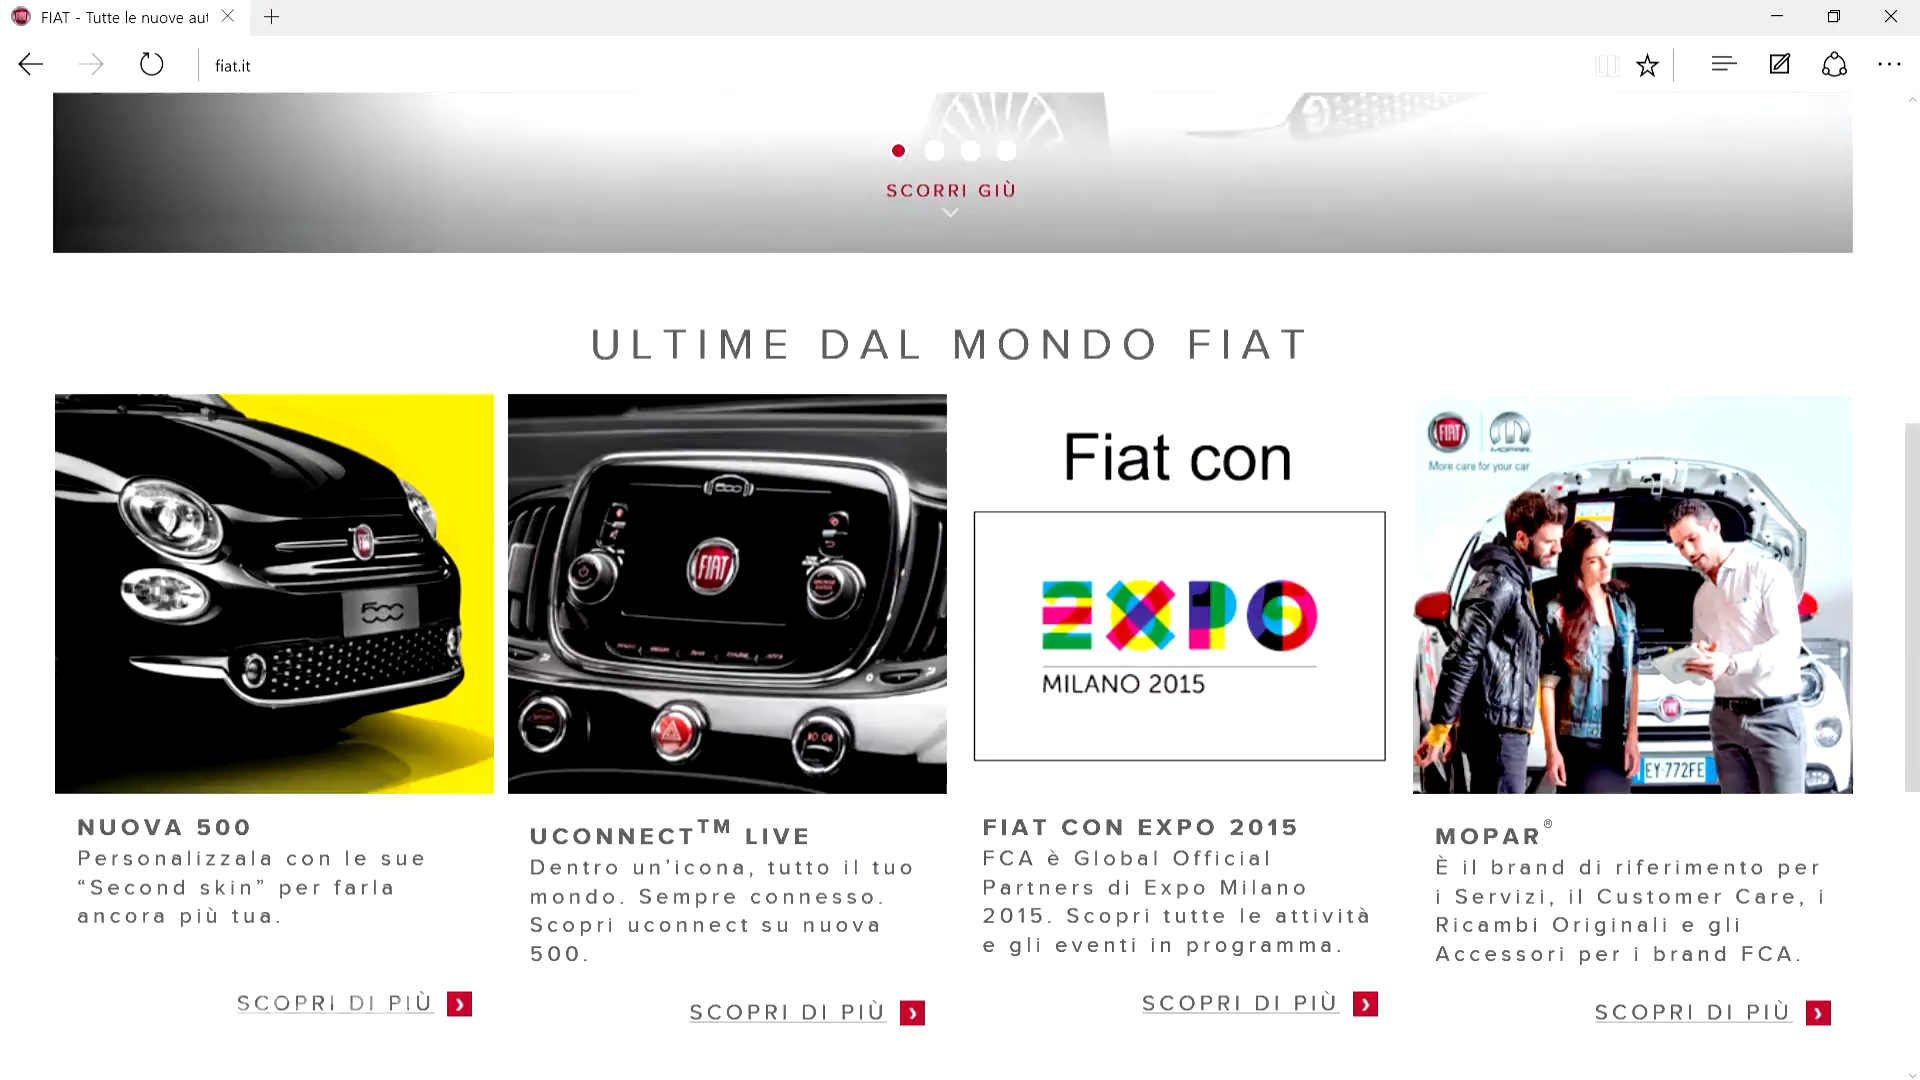 FIAT - Tutte le nuove aut
fiat.it
SCORRI GIÙ
ULTIME DAL MONDO FIAT
500
FIAT
Fiat con
EXPO
MILANO 2015
FIAT
MOPAR
More care for your car
EY 772FE
NUOVA 500
Personalizzala con le sue
“Second skin” per farla
ancora più tua.
SCOPRI DI PIÙ
UCONNECT™ LIVE
Dentro un’icona, tutto il tuo
mondo. Sempre connesso.
Scopri uconnect su nuova
500.
SCOPRI DI PIÙ
FIAT CON EXPO 2015
FCA è Global Official
Partners di Expo Milano
2015. Scopri tutte le attività
e gli eventi in programma.
SCOPRI DI PIÙ
MOPAR®
È il brand di riferimento per
i Servizi, il Customer Care, i
Ricambi Originali e gli
Accessori per i brand FCA.
SCOPRI DI PIÙ